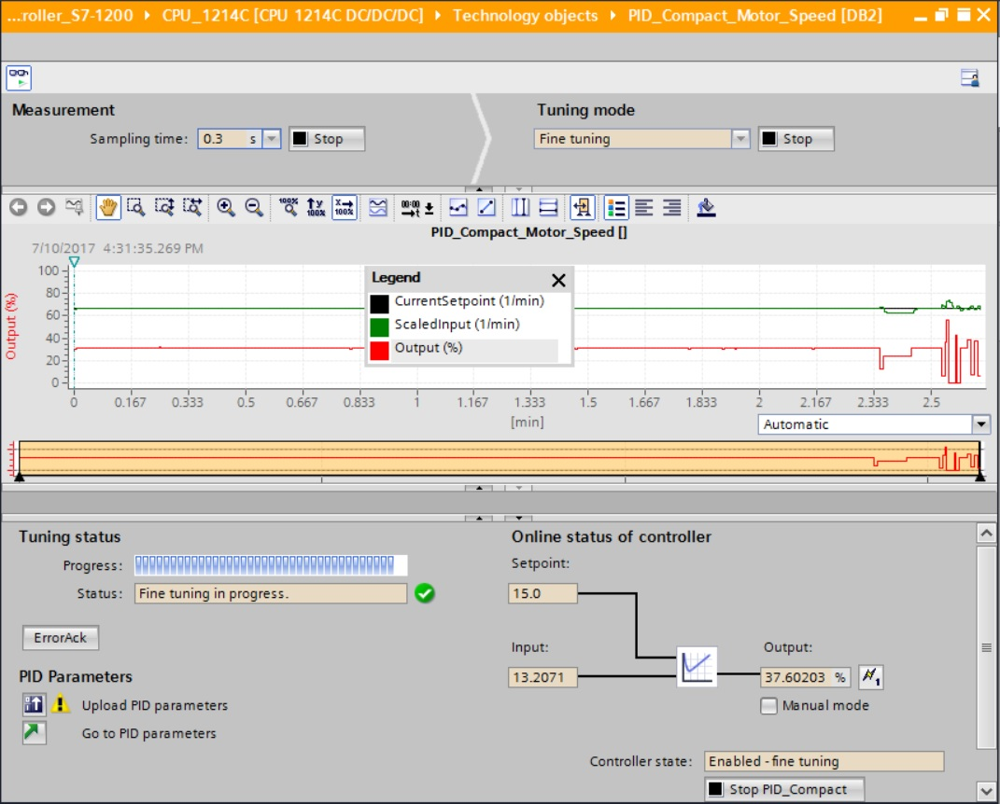 ...roller_S7-1200 CPU_1214C [CPU 1214C DC/DC/DC] Technology objects PID_Compact_Motor_Speed [DB2]
Measurement
Sampling time: 0.3 s Stop
Tuning mode
Fine tuning Stop
PID_Compact_Motor_Speed []
7/10/2017 4:31:35.269 PM
Output (%)
100
80
60
40
20
0
Legend
CurrentSetpoint (1/min)
ScaledInput (1/min)
Output (%)
0 0.167 0.333 0.5 0.667 0.833 1 1.167 1.333 1.5 1.667 1.833 2 2.167 2.333 2.5
[min]
Automatic
Tuning status
Progress:
Status: Fine tuning in progress.
ErrorAck
PID Parameters
Upload PID parameters
Go to PID parameters
Online status of controller
Setpoint:
15.0
Input: Output:
13.2071 37.60203 %
Manual mode
Controller state: Enabled - fine tuning
Stop PID_Compact